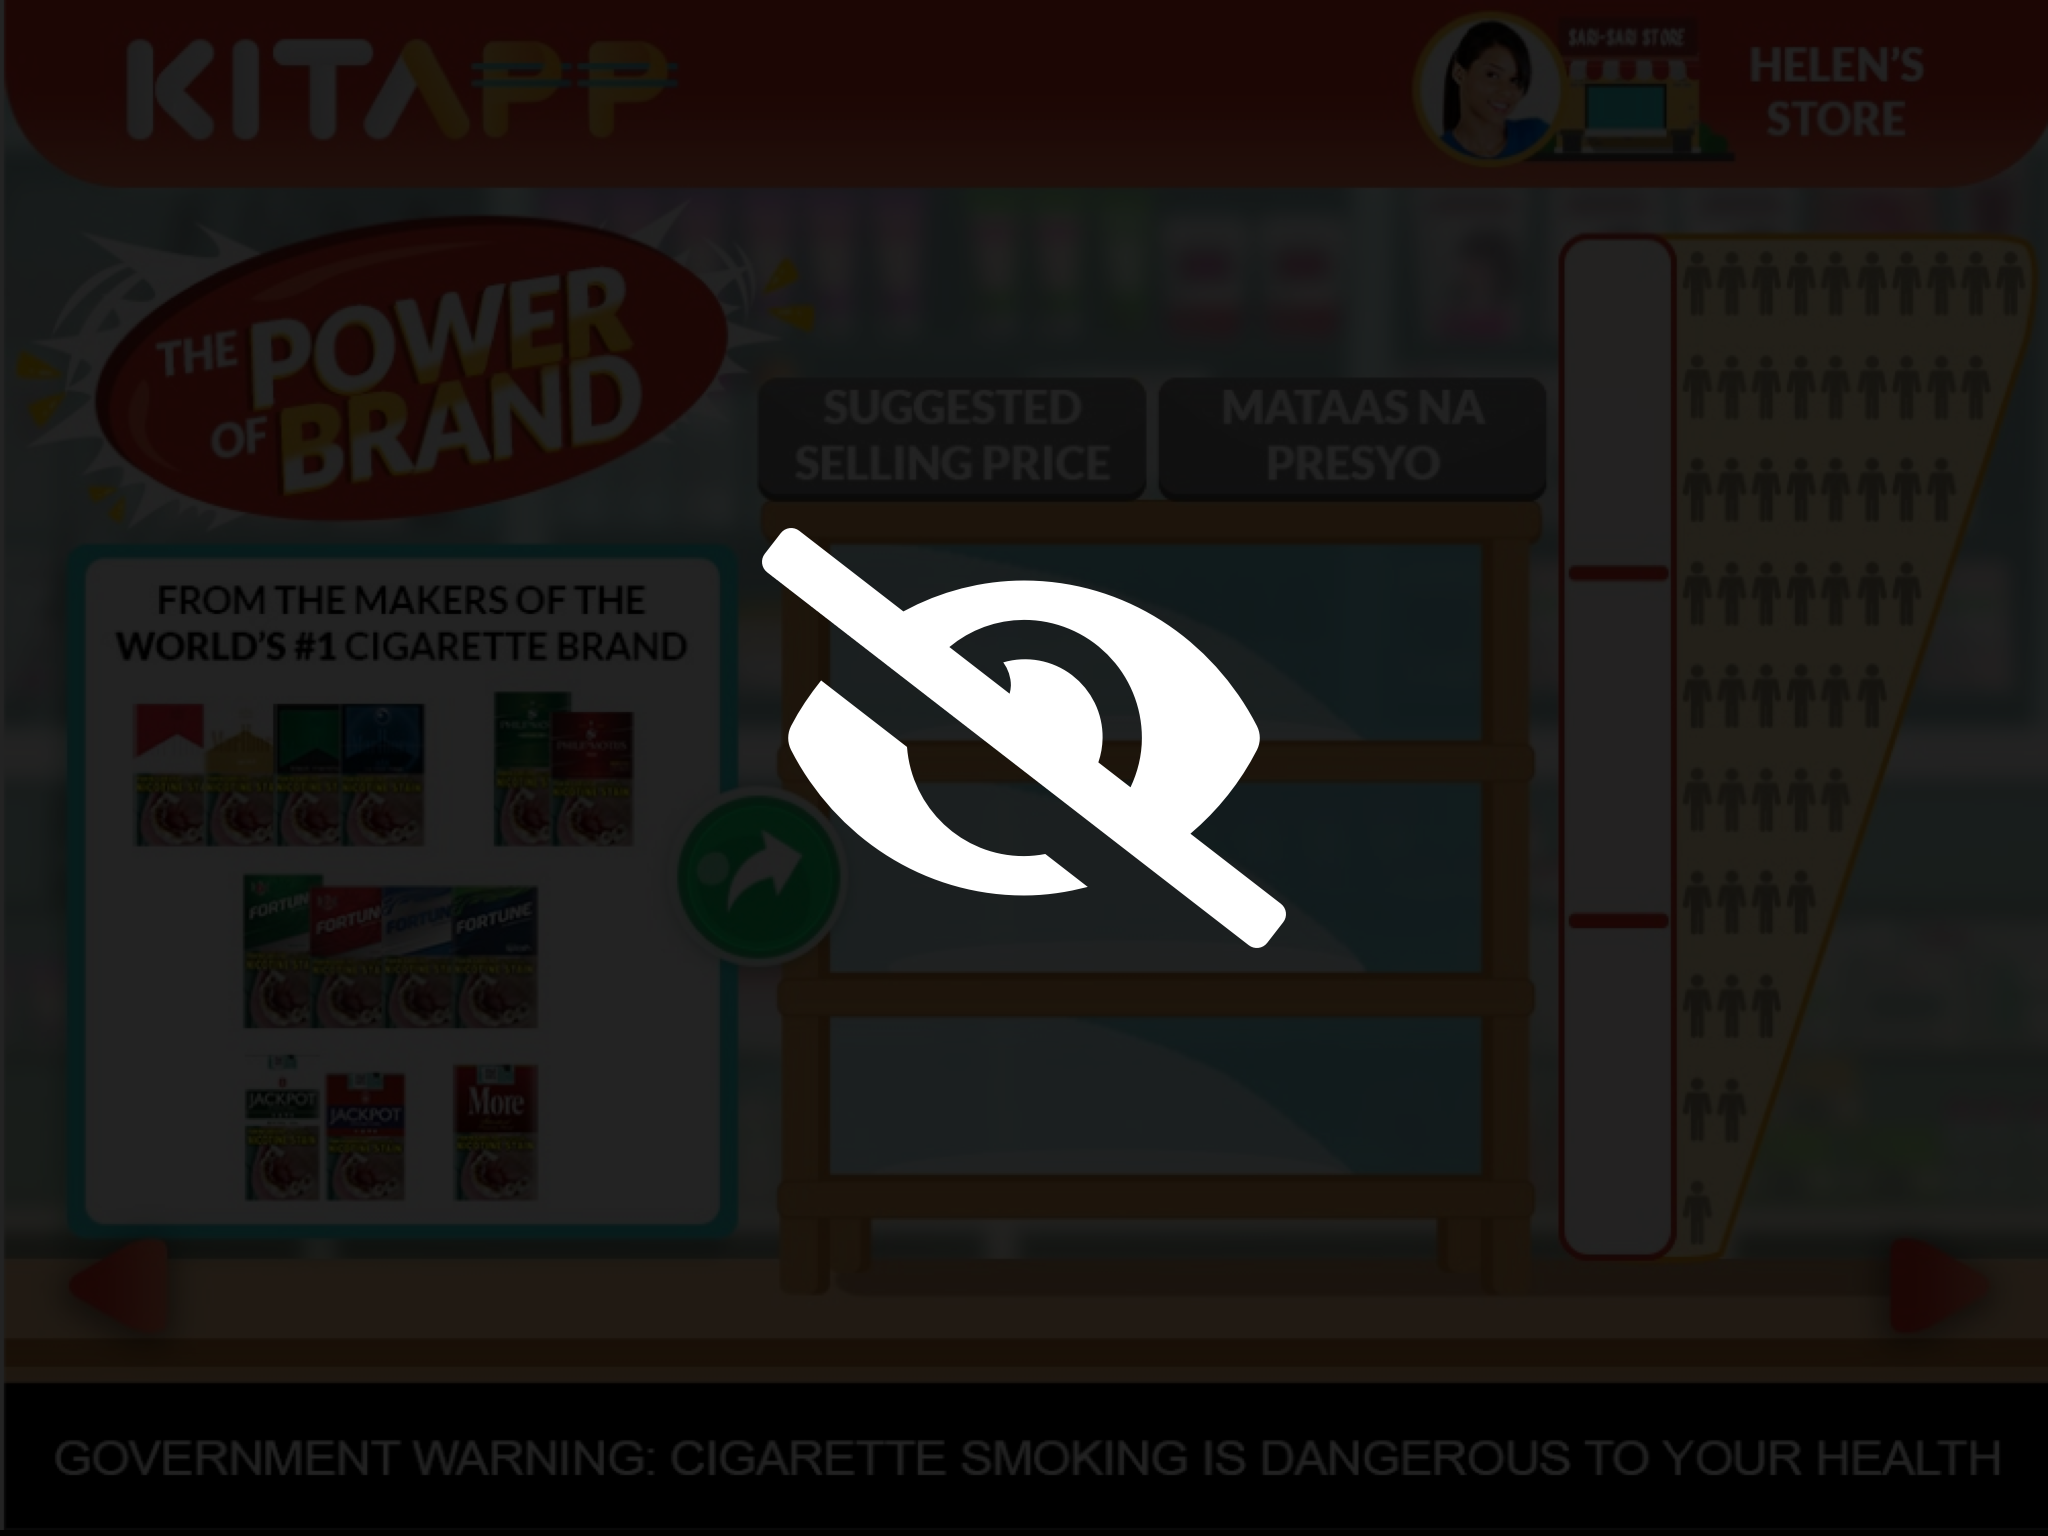 KITAPP
SARI-SARI STORE
HELEN'S
STORE
THE POWER
OF BRAND
SUGGESTED
SELLING PRICE
MATAAS NA
PRESYO
FROM THE MAKERS OF THE
WORLD'S #1 CIGARETTE BRAND
FORTUNE
FORTUNE
JACKPOT
JACKPOT
More
GOVERNMENT WARNING: CIGARETTE SMOKING IS DANGEROUS TO YOUR HEALTH